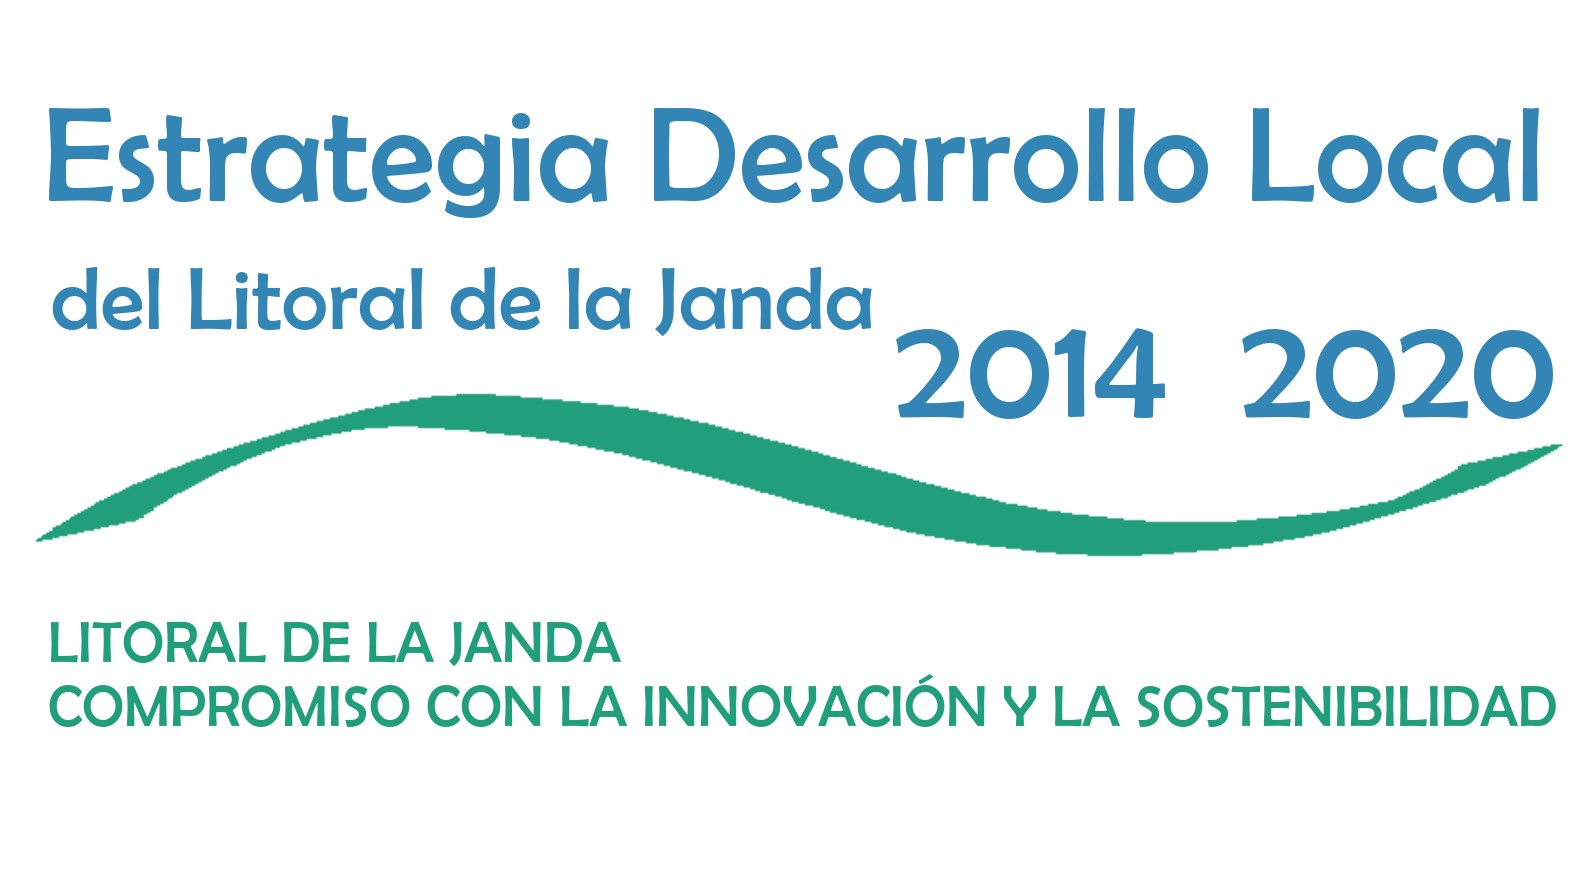 Estrategia Desarrollo Local
del Litoral de la Janda
2014 2020
LITORAL DE LA JANDA
COMPROMISO CON LA INNOVACIÓN Y LA SOSTENIBILIDAD